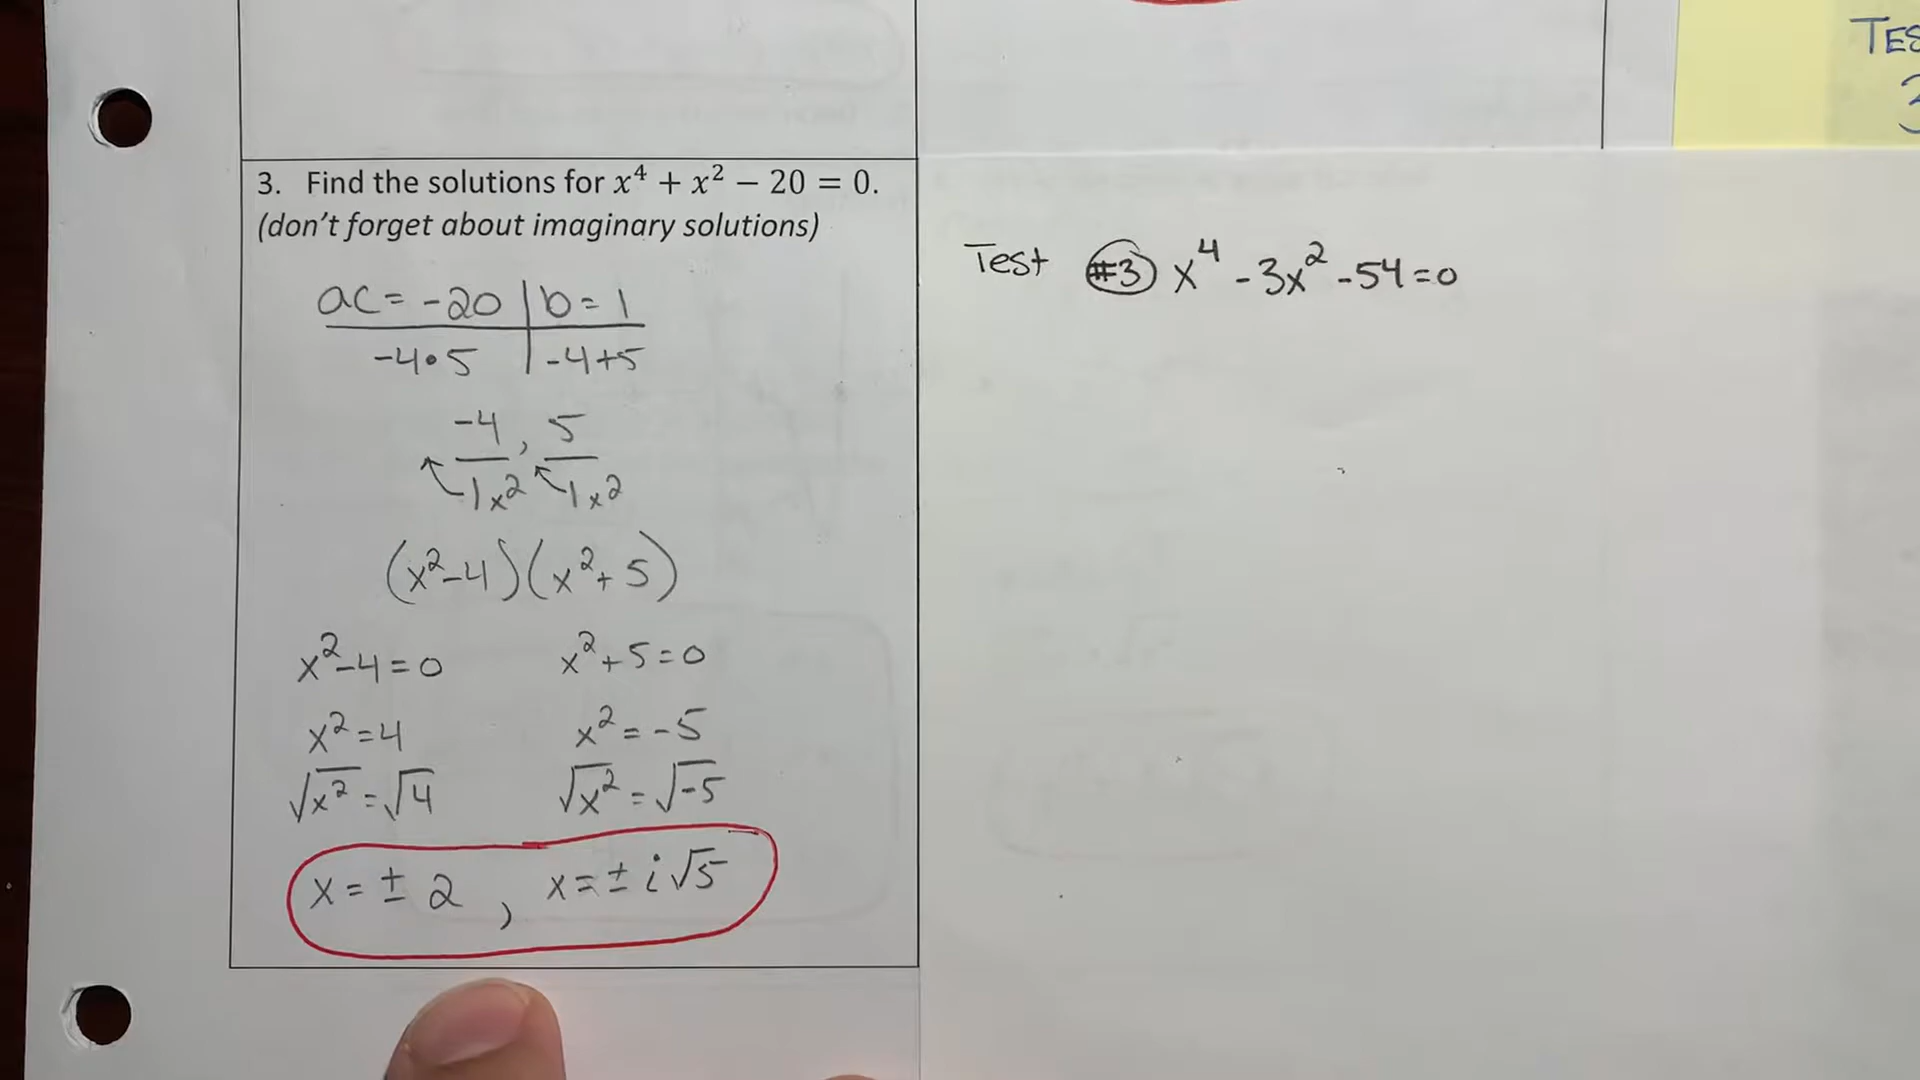 3. Find the solutions for x⁴ + x² − 20 = 0.
(don't forget about imaginary solutions)
ac = -20 | b = 1
-4•5 | -4+5
-4 , 5
1x² 1x²
(x²-4)(x²+5)
x²-4=0 x²+5=0
x²=4 x²=-5
√x² = √4 √x² = √-5
x = ± 2 , x = ± i√5
Test #3 x⁴ -3x² -54=0